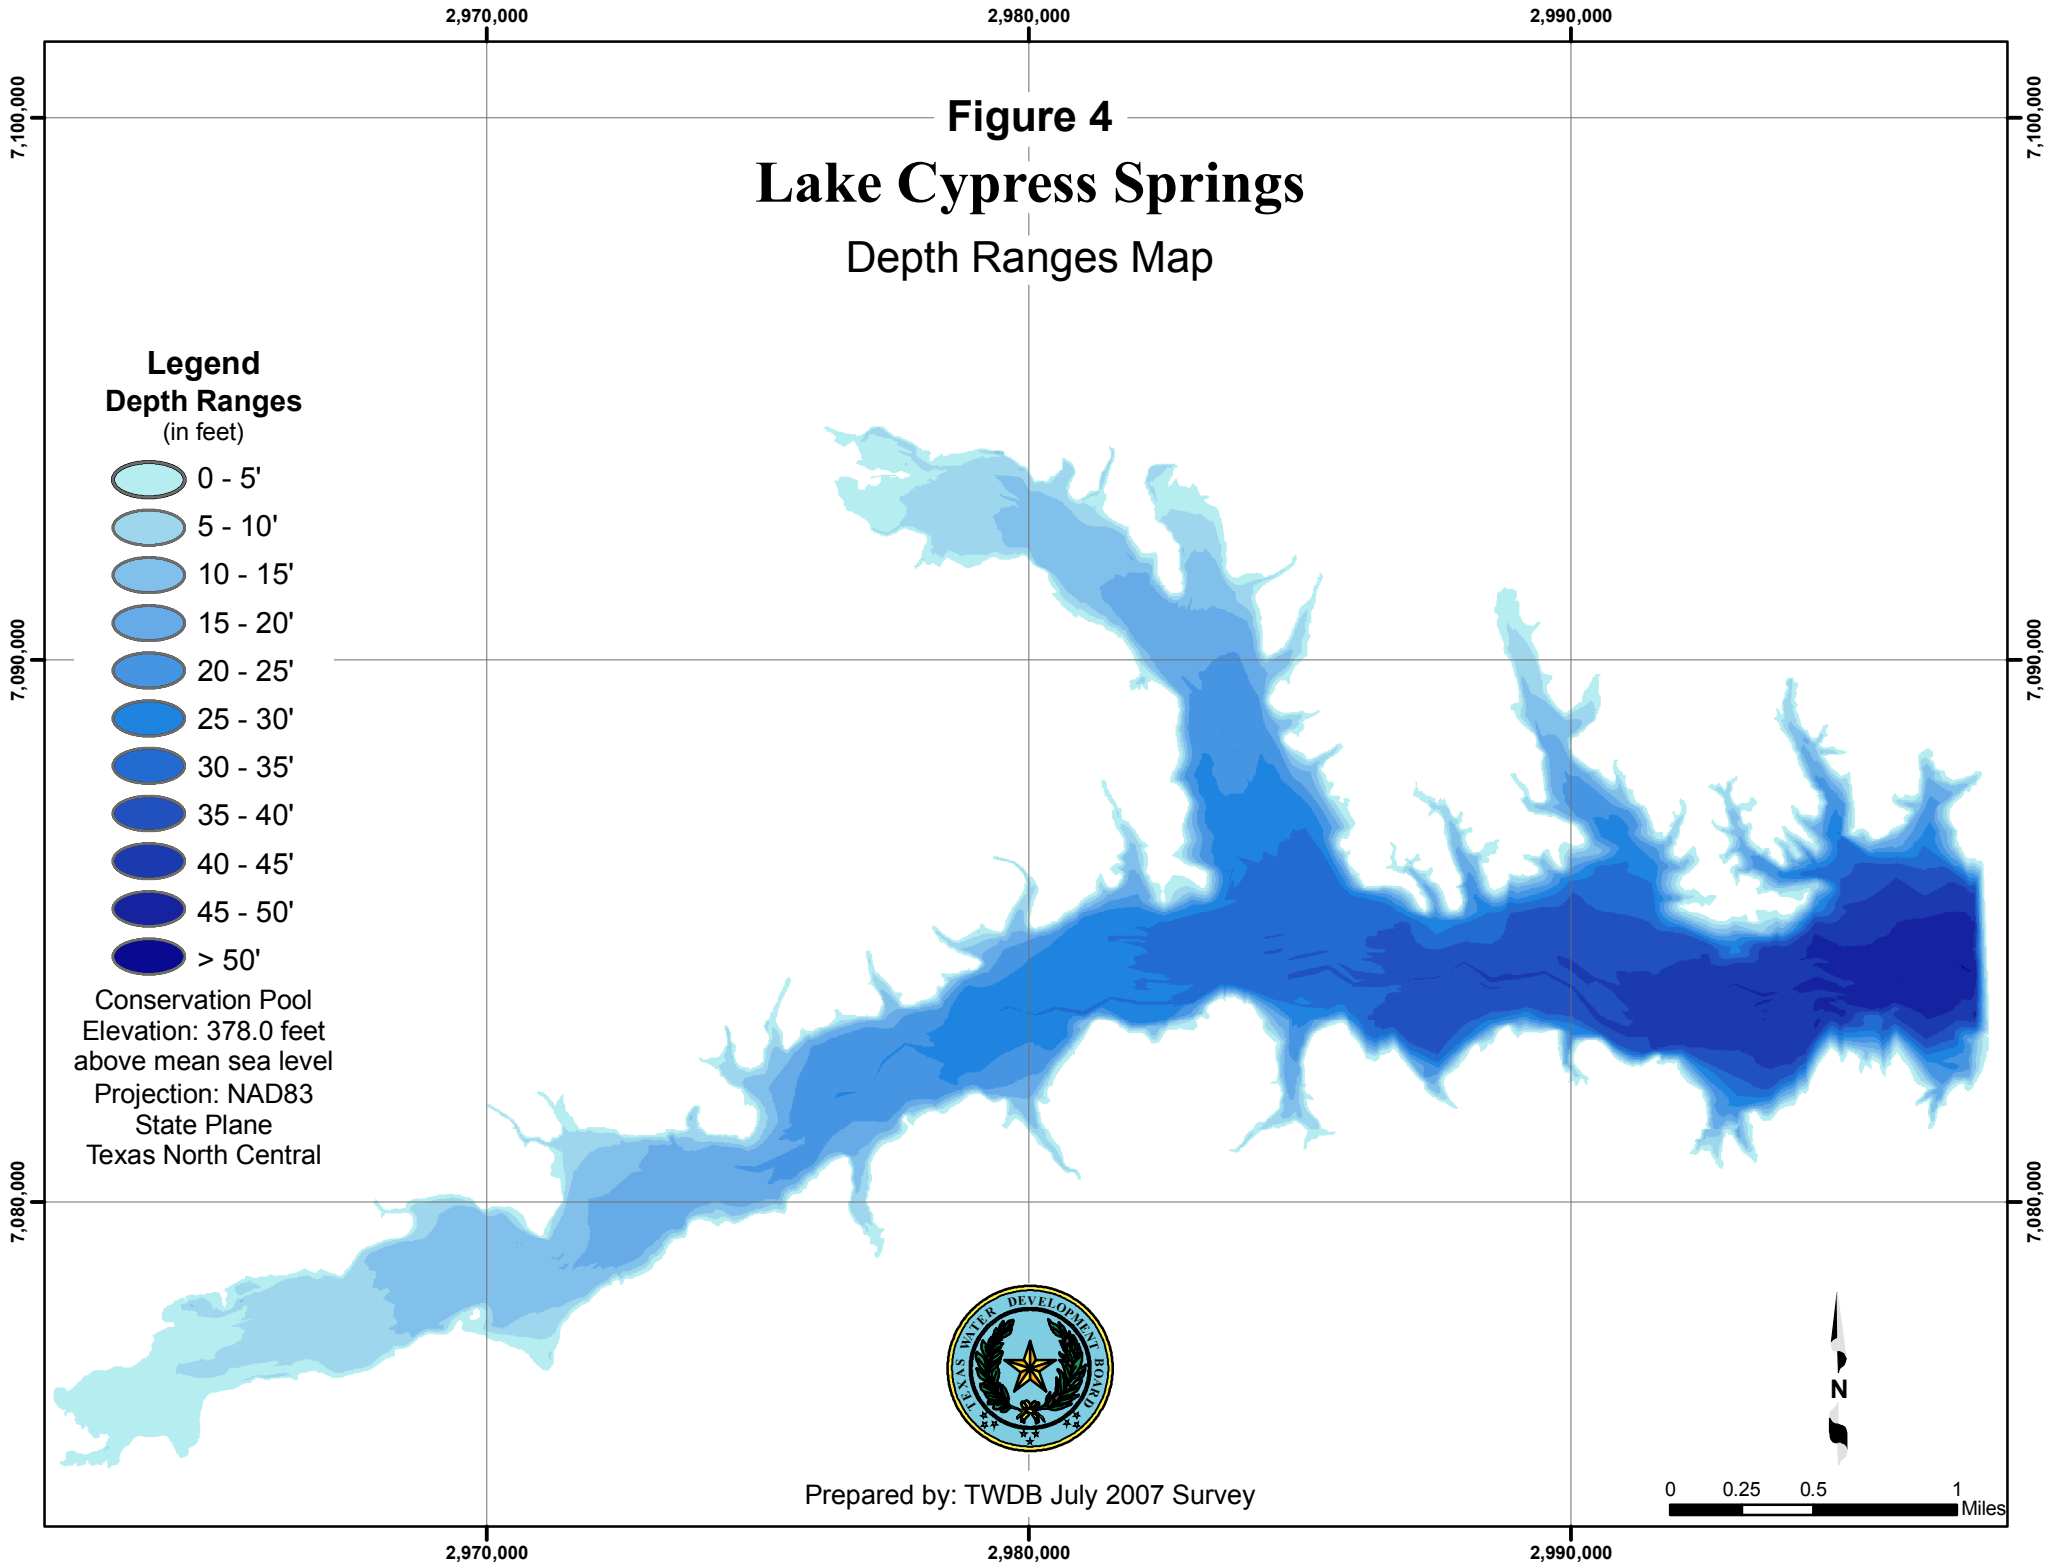 2,970,000 2,980,000 2,990,000
7,100,000 7,100,000
Figure 4
Lake Cypress Springs
Depth Ranges Map
Legend
Depth Ranges
(in feet)
0 - 5'
5 - 10'
10 - 15'
15 - 20'
20 - 25'
25 - 30'
30 - 35'
35 - 40'
40 - 45'
45 - 50'
> 50'
Conservation Pool
Elevation: 378.0 feet
above mean sea level
Projection: NAD83
State Plane
Texas North Central
7,090,000 7,090,000
7,080,000 7,080,000
TEXAS WATER DEVELOPMENT BOARD
N
Prepared by: TWDB July 2007 Survey
0 0.25 0.5 1
Miles
2,970,000 2,980,000 2,990,000